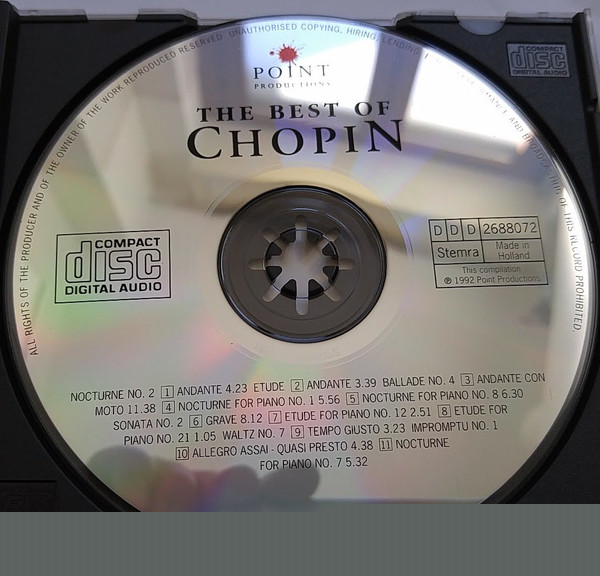 ALL RIGHTS OF THE PRODUCER AND OF THE OWNER OF THE WORK REPRODUCED RESERVED UNAUTHORISED COPYING, HIRING, LENDING, PUBLIC PERFORMANCE AND BROADCASTING OF THIS RECORD PROHIBITED.
POINT
PRODUCTIONS
COMPACT
disc
DIGITAL AUDIO
THE BEST OF
CHOPIN
COMPACT
disc
DIGITAL AUDIO
D D D 2688072
Stemra Made in
Holland
This compilation
℗ 1992 Point Productions
NOCTURNE NO. 2 1 ANDANTE 4.23 ETUDE 2 ANDANTE 3.39 BALLADE NO. 4 3 ANDANTE CON
MOTO 11.38 4 NOCTURNE FOR PIANO NO. 1 5.56 5 NOCTURNE FOR PIANO NO. 8 6.30
SONATA NO. 2 6 GRAVE 8.12 7 ETUDE FOR PIANO NO. 12 2.51 8 ETUDE FOR
PIANO NO. 21 1.05 WALTZ NO. 7 9 TEMPO GIUSTO 3.23 IMPROMPTU NO. 1
10 ALLEGRO ASSAI - QUASI PRESTO 4.38 11 NOCTURNE
FOR PIANO NO. 7 5.32